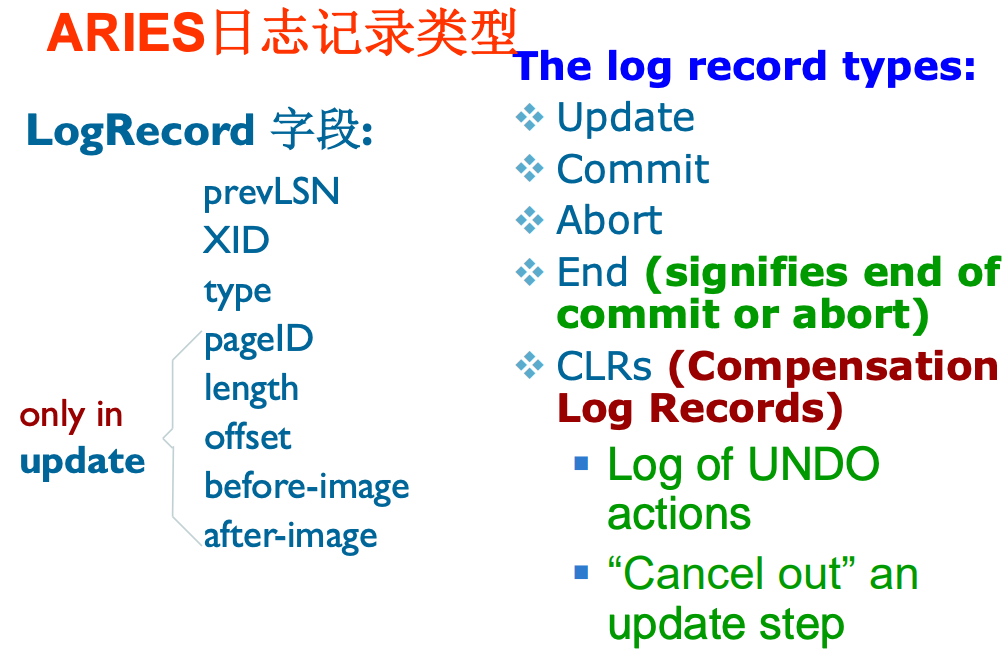 ARIES日志记录类型
LogRecord 字段:
prevLSN
XID
type
pageID
length
offset
before-image
after-image
only in
update
The log record types:
Update
Commit
Abort
End (signifies end of
commit or abort)
CLRs (Compensation
Log Records)
Log of UNDO
actions
“Cancel out” an
update step